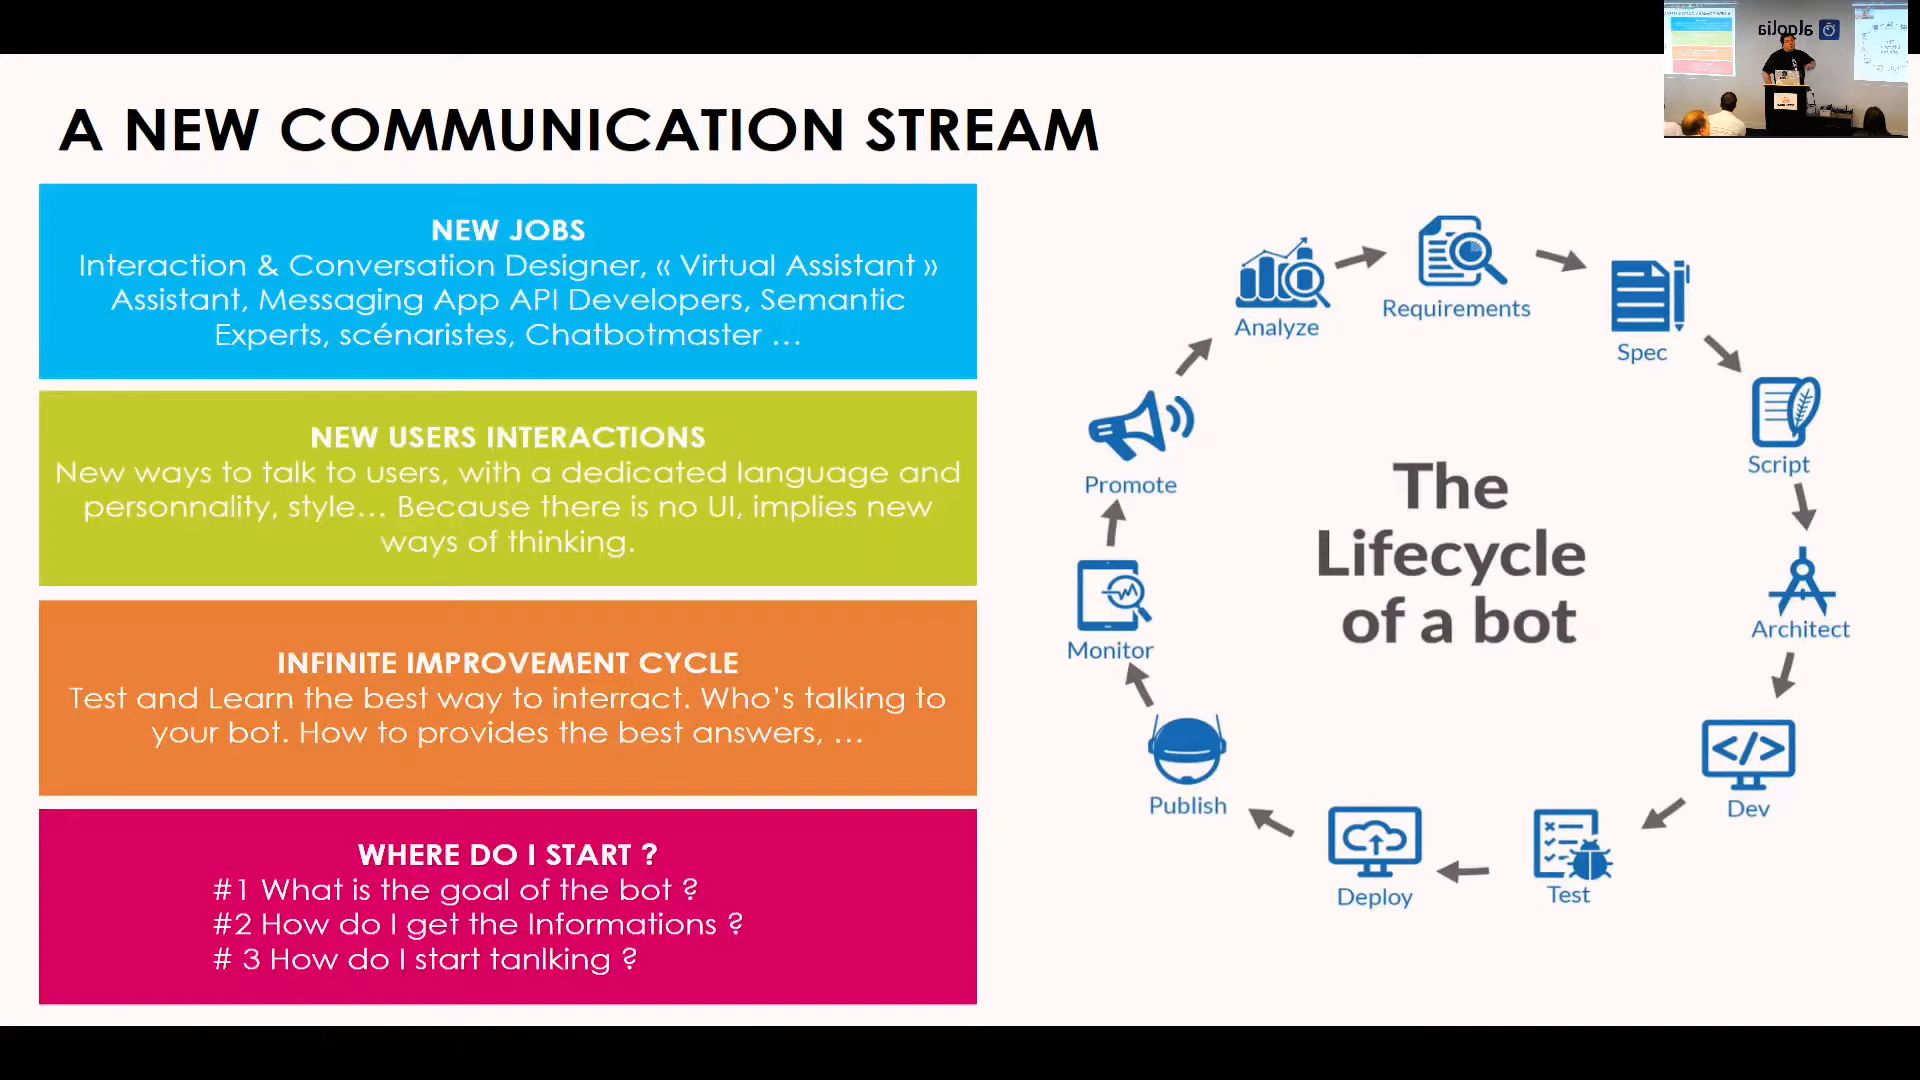 A NEW COMMUNICATION STREAM
NEW JOBS
Interaction & Conversation Designer, « Virtual Assistant »
Assistant, Messaging App API Developers, Semantic
Experts, scénaristes, Chatbotmaster ...
NEW USERS INTERACTIONS
New ways to talk to users, with a dedicated language and
personnality, style... Because there is no UI, implies new
ways of thinking.
INFINITE IMPROVEMENT CYCLE
Test and Learn the best way to interract. Who's talking to
your bot. How to provides the best answers, ...
WHERE DO I START ?
#1 What is the goal of the bot ?
#2 How do I get the Informations ?
# 3 How do I start tanlking ?
The
Lifecycle
of a bot
Analyze
Requirements
Spec
Script
Architect
Dev
Test
Deploy
Publish
Monitor
Promote
algolia